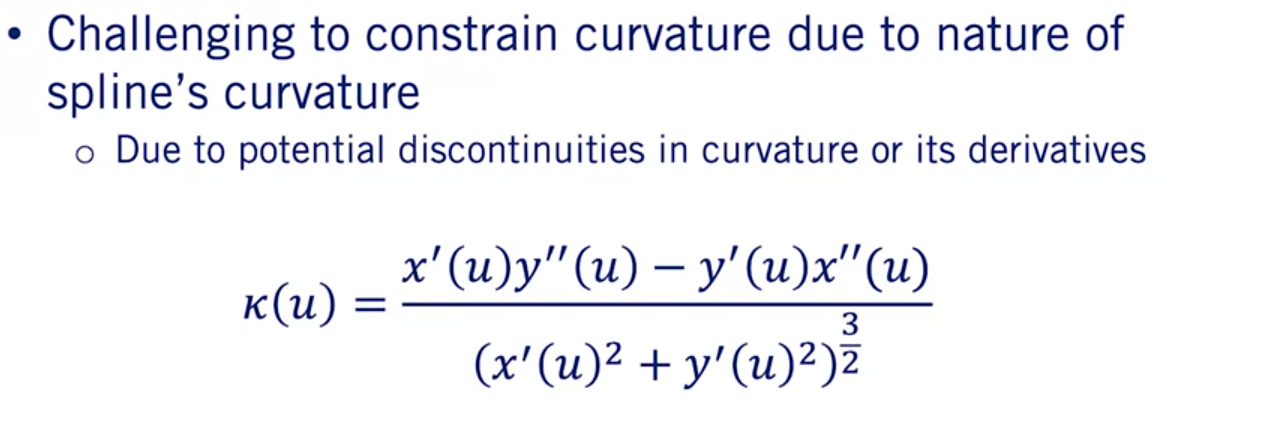 • Challenging to constrain curvature due to nature of
spline's curvature
o Due to potential discontinuities in curvature or its derivatives
κ(u) = \frac{x′(u)y′′(u) − y′(u)x′′(u)}{(x′(u)² + y′(u)²)^{\frac{3}{2}}}